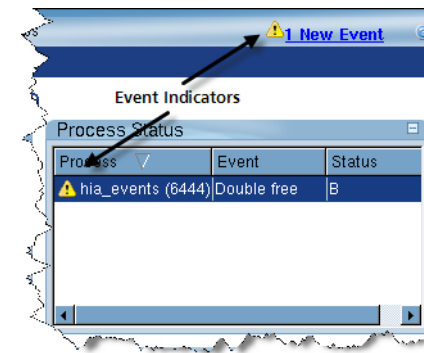 1 New Event
Event Indicators
Process Status
Process Event Status
hia_events (6444) Double free B